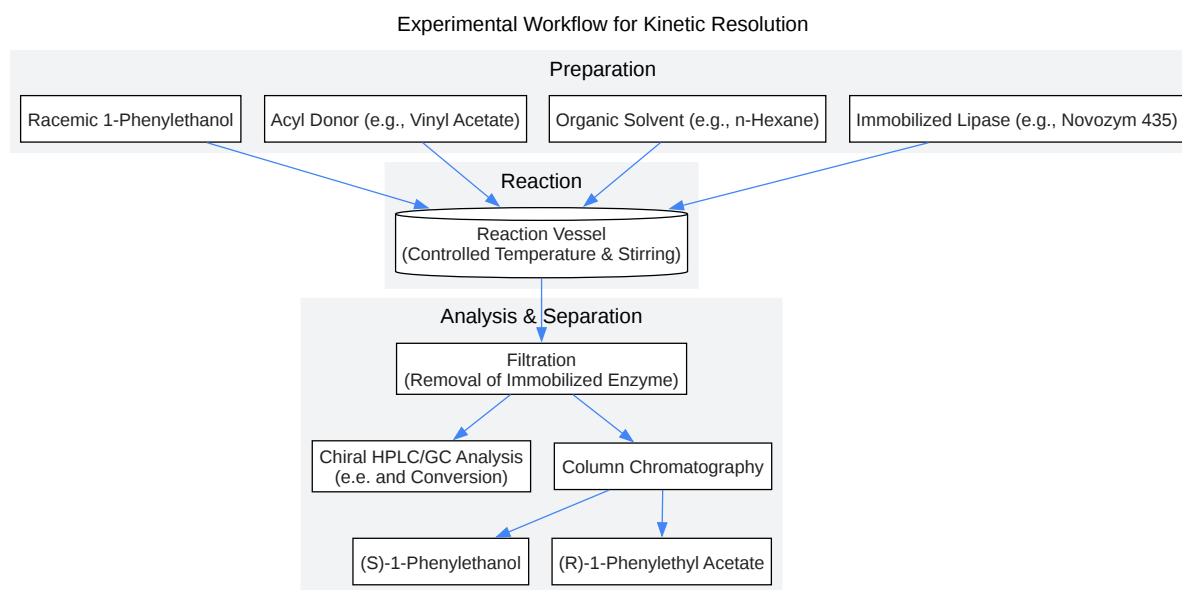 Experimental Workflow for Kinetic Resolution
Preparation
Racemic 1-Phenylethanol
Acyl Donor (e.g., Vinyl Acetate)
Organic Solvent (e.g., n-Hexane)
Immobilized Lipase (e.g., Novozym 435)
Reaction
Reaction Vessel
(Controlled Temperature & Stirring)
Analysis & Separation
Filtration
(Removal of Immobilized Enzyme)
Chiral HPLC/GC Analysis
(e.e. and Conversion)
Column Chromatography
(S)-1-Phenylethanol
(R)-1-Phenylethyl Acetate